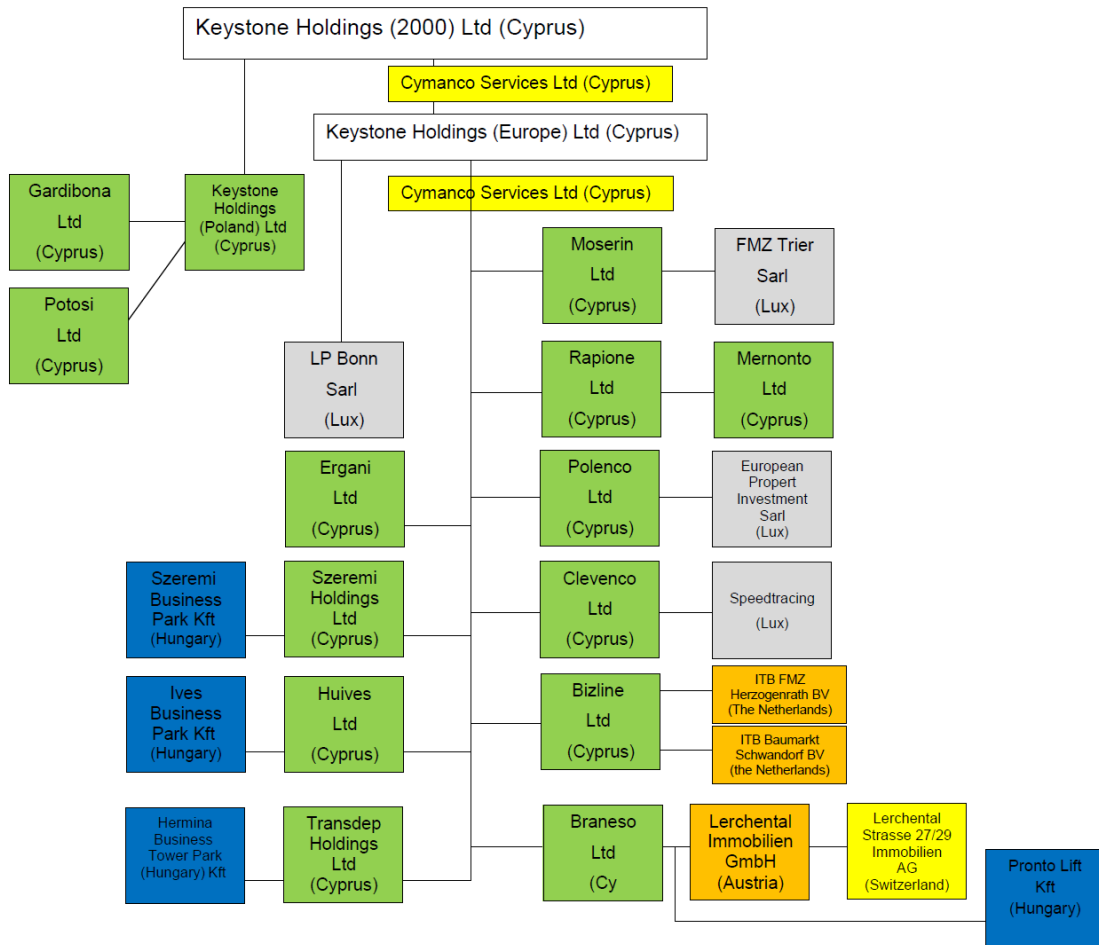 Keystone Holdings (2000) Ltd (Cyprus)
Cymanco Services Ltd (Cyprus)
Keystone Holdings (Europe) Ltd (Cyprus)
Cymanco Services Ltd (Cyprus)
Gardibona
Ltd
(Cyprus)
Keystone
Holdings
(Poland) Ltd
(Cyprus)
Potosi
Ltd
(Cyprus)
Moserin
Ltd
(Cyprus)
FMZ Trier
Sarl
(Lux)
LP Bonn
Sarl
(Lux)
Rapione
Ltd
(Cyprus)
Mernonto
Ltd
(Cyprus)
Ergani
Ltd
(Cyprus)
Polenco
Ltd
(Cyprus)
European
Propert
Investment
Sarl
(Lux)
Szeremi
Business
Park Kft
(Hungary)
Szeremi
Holdings
Ltd
(Cyprus)
Clevenco
Ltd
(Cyprus)
Speedtracing
(Lux)
Ives
Business
Park Kft
(Hungary)
Huives
Ltd
(Cyprus)
Bizline
Ltd
(Cyprus)
ITB FMZ
Herzogenrath BV
(The Netherlands)
ITB Baumarkt
Schwandorf BV
(the Netherlands)
Hermina
Business
Tower Park
(Hungary) Kft
Transdep
Holdings
Ltd
(Cyprus)
Braneso
Ltd
(Cy
Lerchental
Immobilien
GmbH
(Austria)
Lerchental
Strasse 27/29
Immobilien
AG
(Switzerland)
Pronto Lift
Kft
(Hungary)